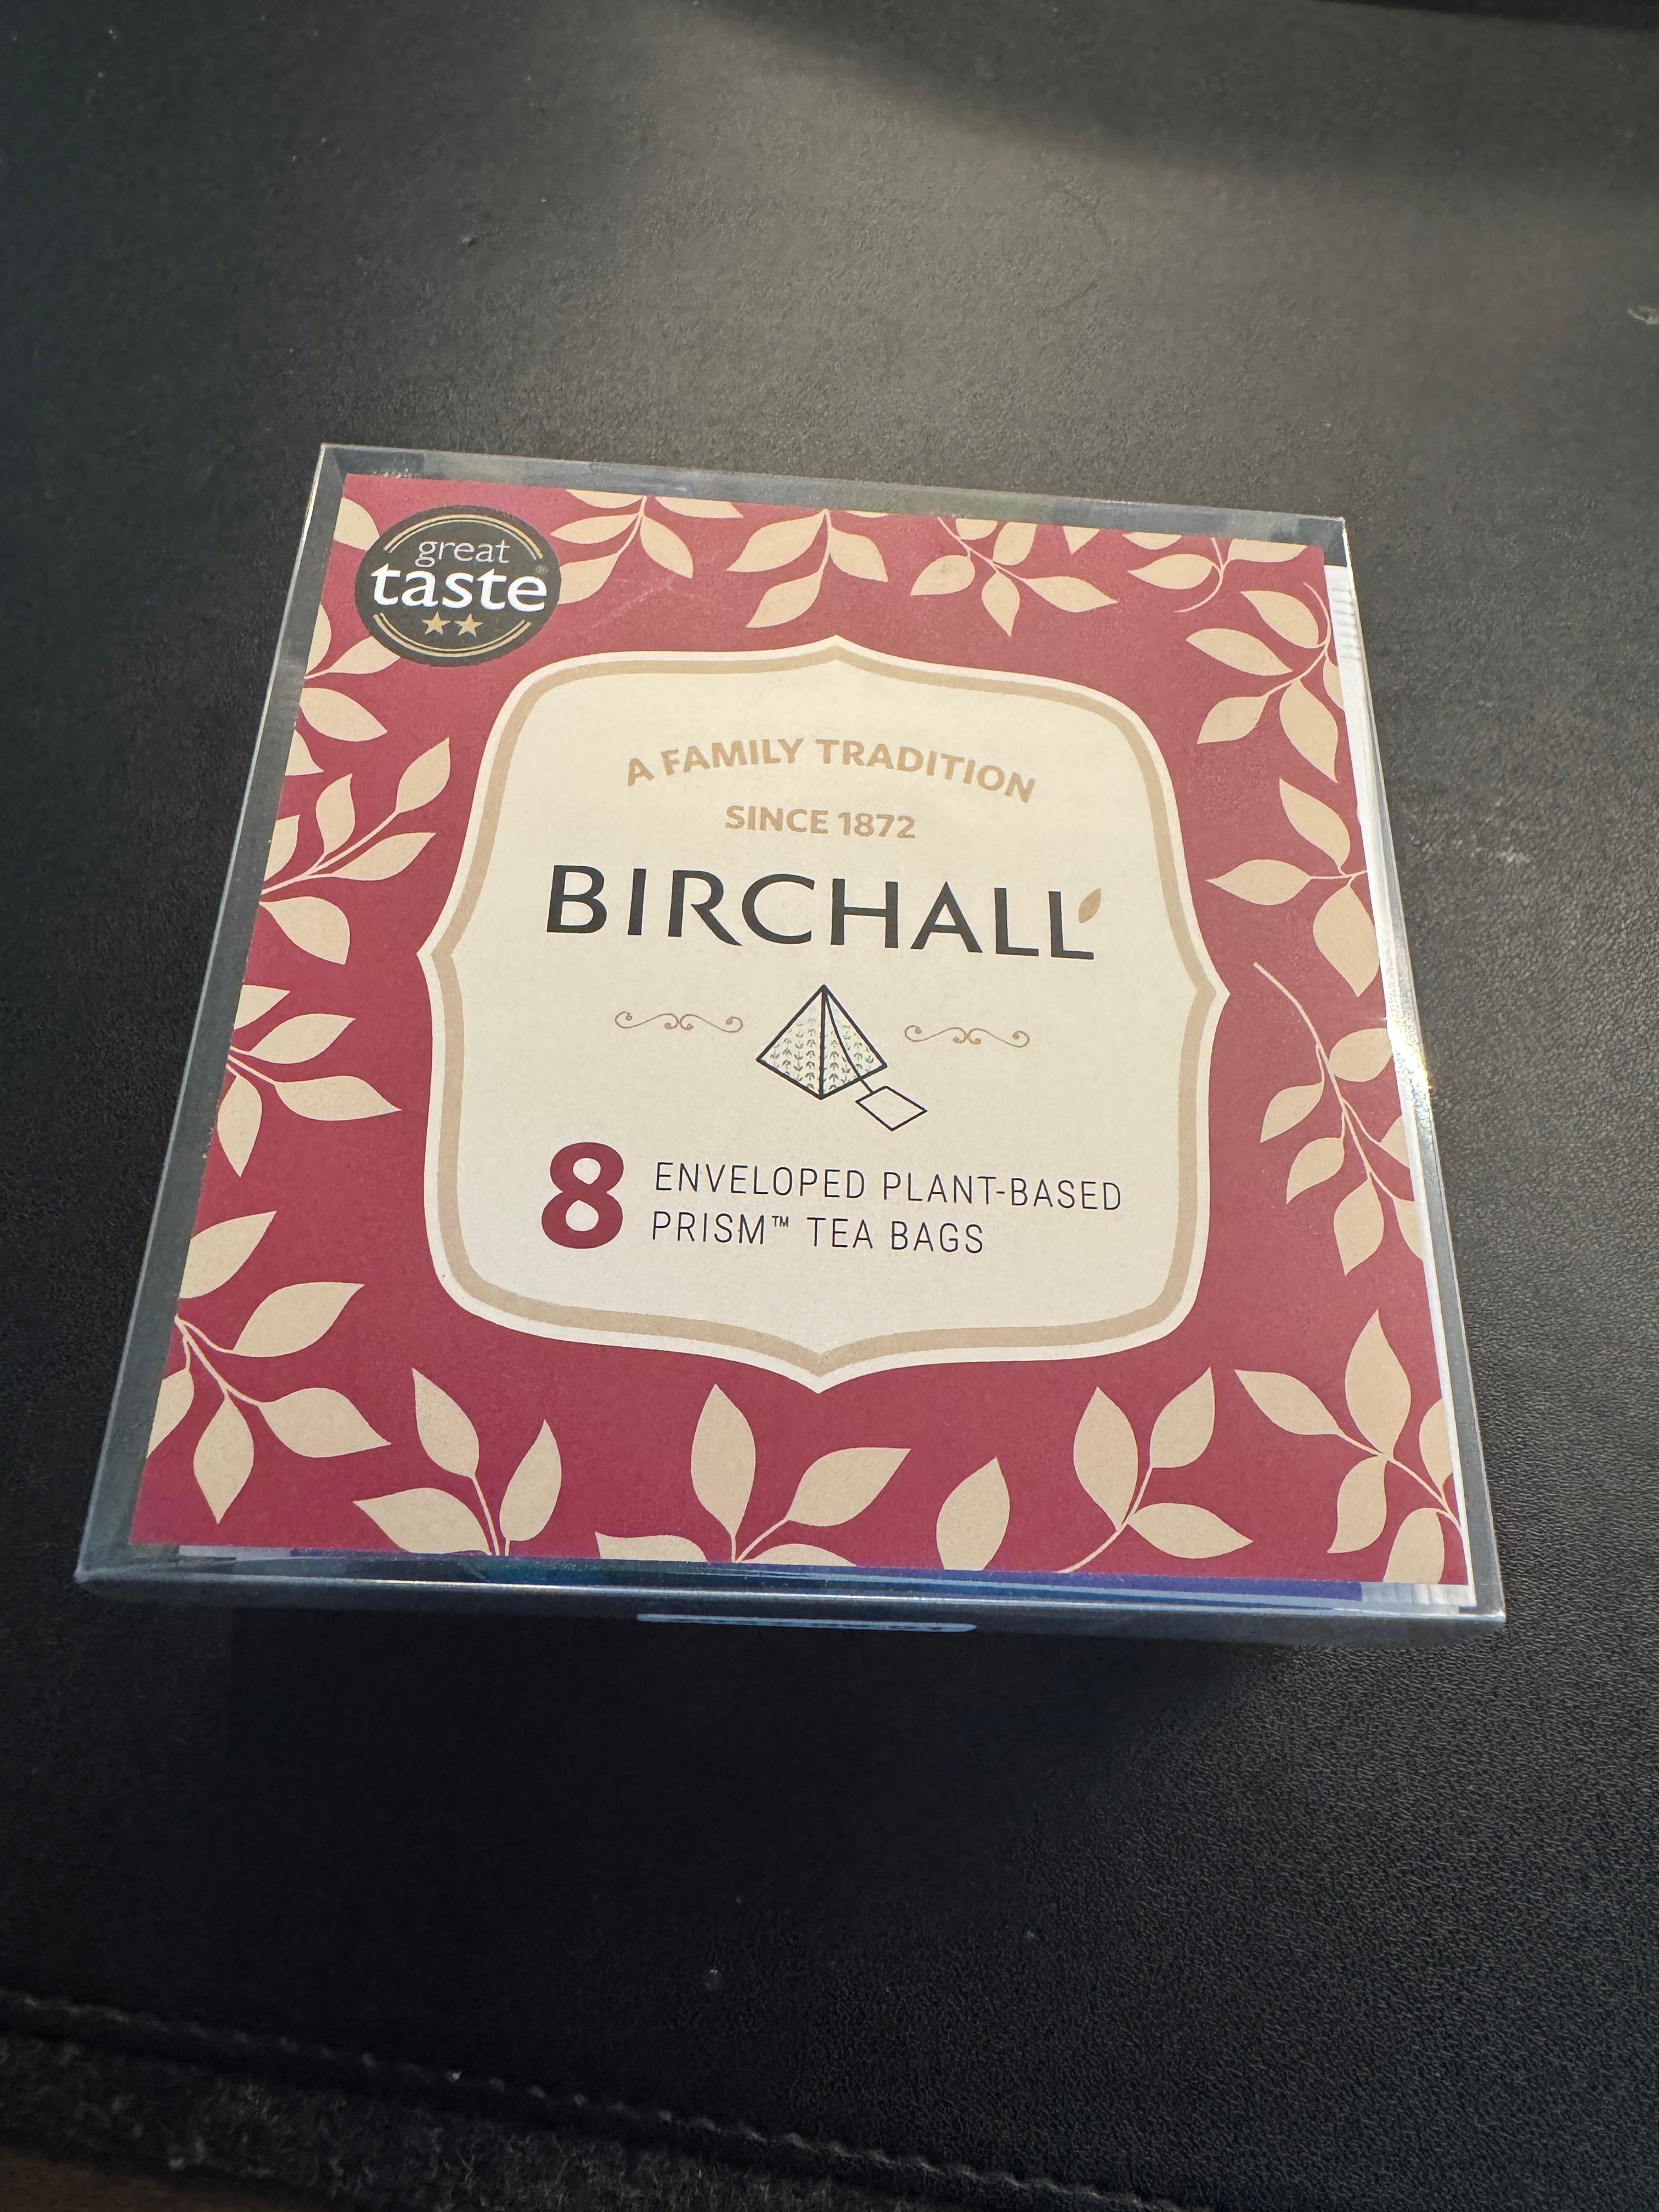 great
taste®
A FAMILY TRADITION
SINCE 1872
BIRCHALL
8 ENVELOPED PLANT-BASED
PRISM™ TEA BAGS